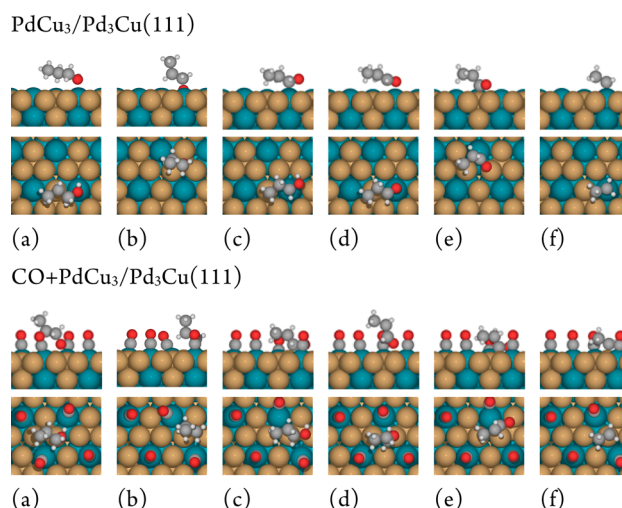 PdCu₃/Pd₃Cu(111)
(a) (b) (c) (d) (e) (f)
CO+PdCu₃/Pd₃Cu(111)
(a) (b) (c) (d) (e) (f)